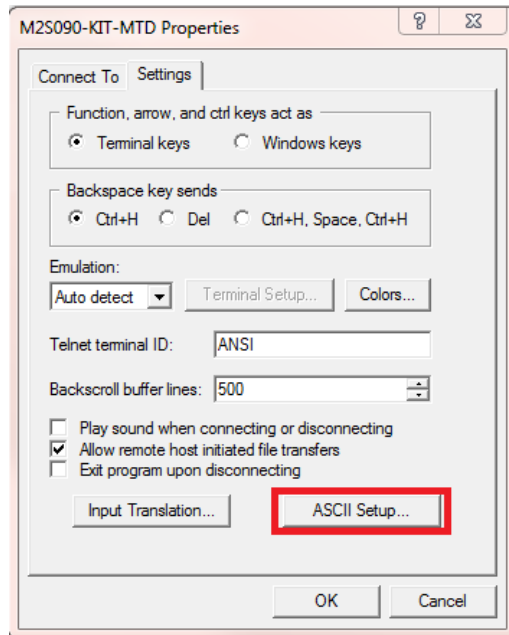 M2S090-KIT-MTD Properties
Connect To Settings
Function, arrow, and ctrl keys act as
Terminal keys Windows keys
Backspace key sends
Ctrl+H Del Ctrl+H, Space, Ctrl+H
Emulation:
Auto detect Terminal Setup... Colors...
Telnet terminal ID: ANSI
Backscroll buffer lines: 500
Play sound when connecting or disconnecting
Allow remote host initiated file transfers
Exit program upon disconnecting
Input Translation... ASCII Setup...
OK Cancel